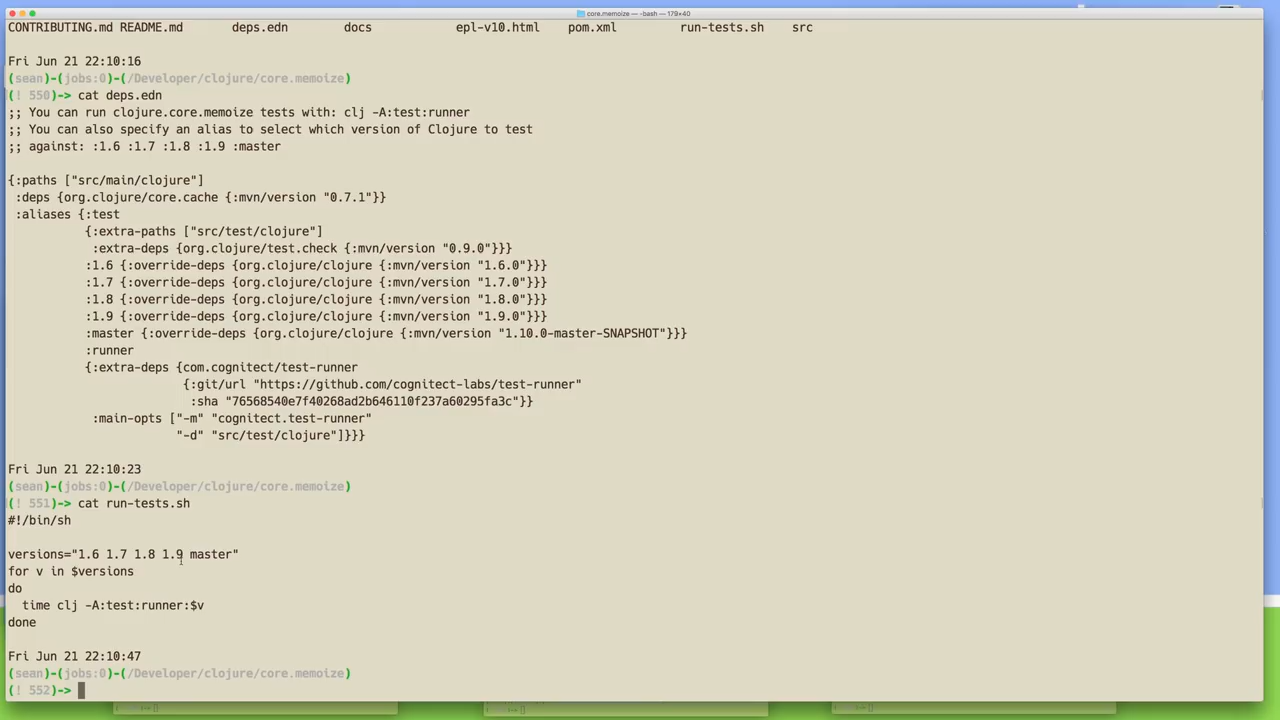 core.memoize — -bash — 179×40
CONTRIBUTING.md README.md deps.edn docs epl-v10.html pom.xml run-tests.sh src
Fri Jun 21 22:10:16
(sean)-(jobs:0)-(/Developer/clojure/core.memoize)
(! 550)-> cat deps.edn
;; You can run clojure.core.memoize tests with: clj -A:test:runner
;; You can also specify an alias to select which version of Clojure to test
;; against: :1.6 :1.7 :1.8 :1.9 :master
{:paths ["src/main/clojure"]
:deps {org.clojure/core.cache {:mvn/version "0.7.1"}}
:aliases {:test
{:extra-paths ["src/test/clojure"]
:extra-deps {org.clojure/test.check {:mvn/version "0.9.0"}}}
:1.6 {:override-deps {org.clojure/clojure {:mvn/version "1.6.0"}}}
:1.7 {:override-deps {org.clojure/clojure {:mvn/version "1.7.0"}}}
:1.8 {:override-deps {org.clojure/clojure {:mvn/version "1.8.0"}}}
:1.9 {:override-deps {org.clojure/clojure {:mvn/version "1.9.0"}}}
:master {:override-deps {org.clojure/clojure {:mvn/version "1.10.0-master-SNAPSHOT"}}}
:runner
{:extra-deps {com.cognitect/test-runner
{:git/url "https://github.com/cognitect-labs/test-runner"
:sha "76568540e7f40268ad2b646110f237a60295fa3c"}}
:main-opts ["-m" "cognitect.test-runner"
"-d" "src/test/clojure"]}}}
Fri Jun 21 22:10:23
(sean)-(jobs:0)-(/Developer/clojure/core.memoize)
(! 551)-> cat run-tests.sh
#!/bin/sh
versions="1.6 1.7 1.8 1.9 master"
for v in $versions
do
time clj -A:test:runner:$v
done
Fri Jun 21 22:10:47
(sean)-(jobs:0)-(/Developer/clojure/core.memoize)
(! 552)->